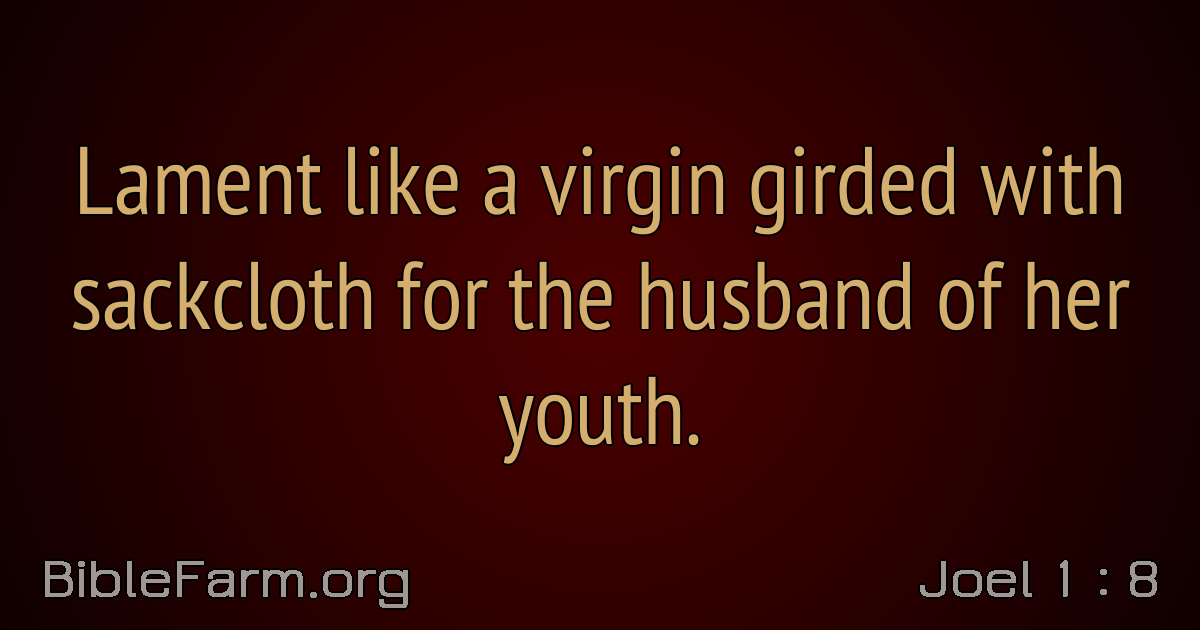 Lament like a virgin girded with
sackcloth for the husband of her
youth.
BibleFarm.org
Joel 1 : 8